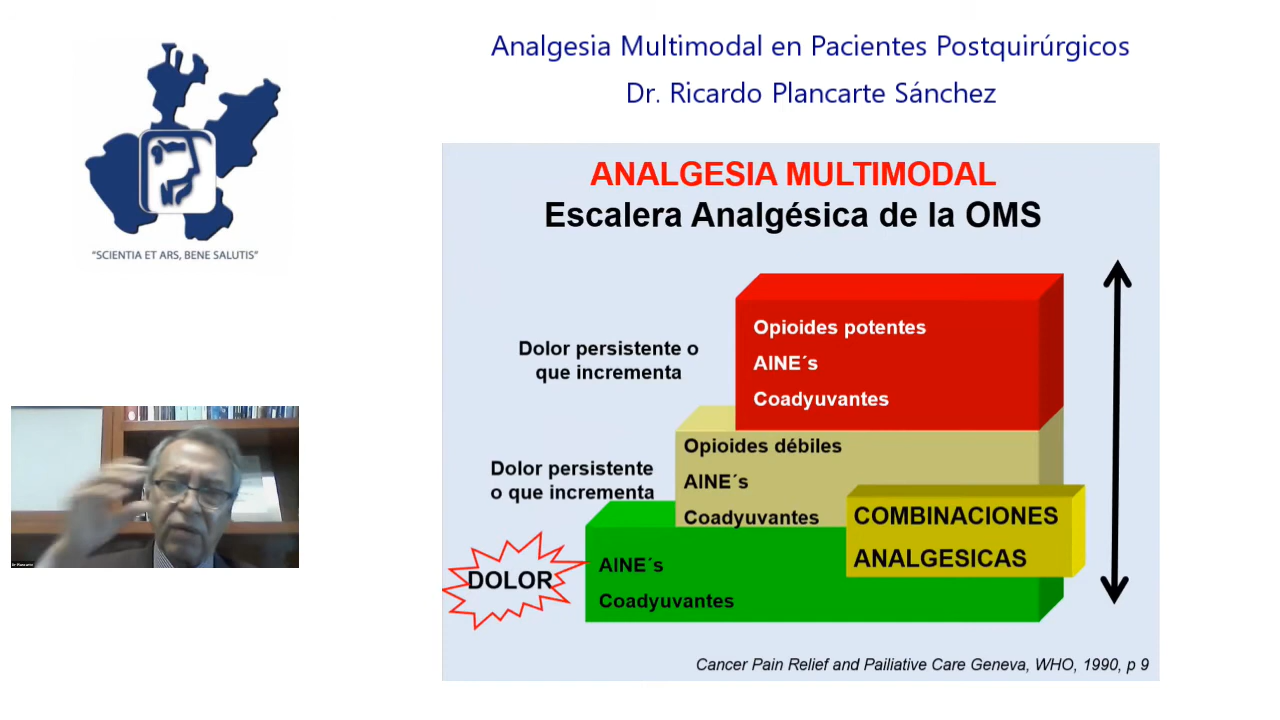 Analgesia Multimodal en Pacientes Postquirúrgicos
Dr. Ricardo Plancarte Sánchez
"SCIENTIA ET ARS, BENE SALUTIS"
ANALGESIA MULTIMODAL
Escalera Analgésica de la OMS
Dolor persistente o
que incrementa
Opioides potentes
AINE´s
Coadyuvantes
Dolor persistente
o que incrementa
Opioides débiles
AINE´s
Coadyuvantes
COMBINACIONES
ANALGESICAS
DOLOR
AINE´s
Coadyuvantes
Cancer Pain Relief and Pailiative Care Geneva, WHO, 1990, p 9